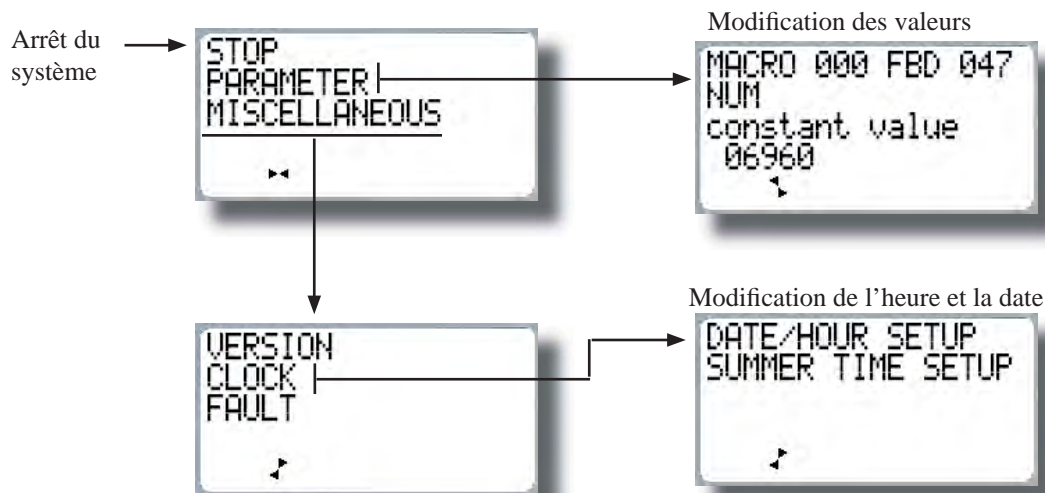 Arrêt du
système
STOP
PARAMETER
MISCELLANEOUS
Modification des valeurs
MACRO 000 FBD 047
NUM
constant value
06960
VERSION
CLOCK
FAULT
Modification de l’heure et la date
DATE/HOUR SETUP
SUMMER TIME SETUP